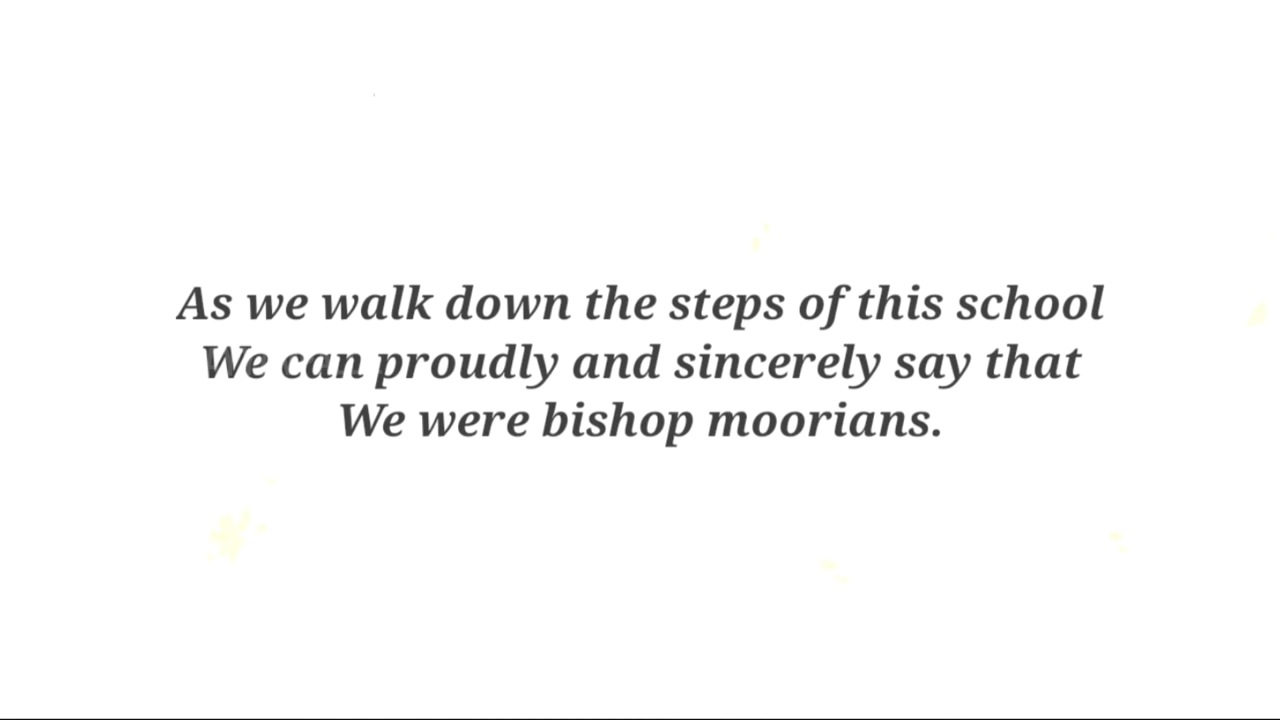 As we walk down the steps of this school
We can proudly and sincerely say that
We were bishop moorians.